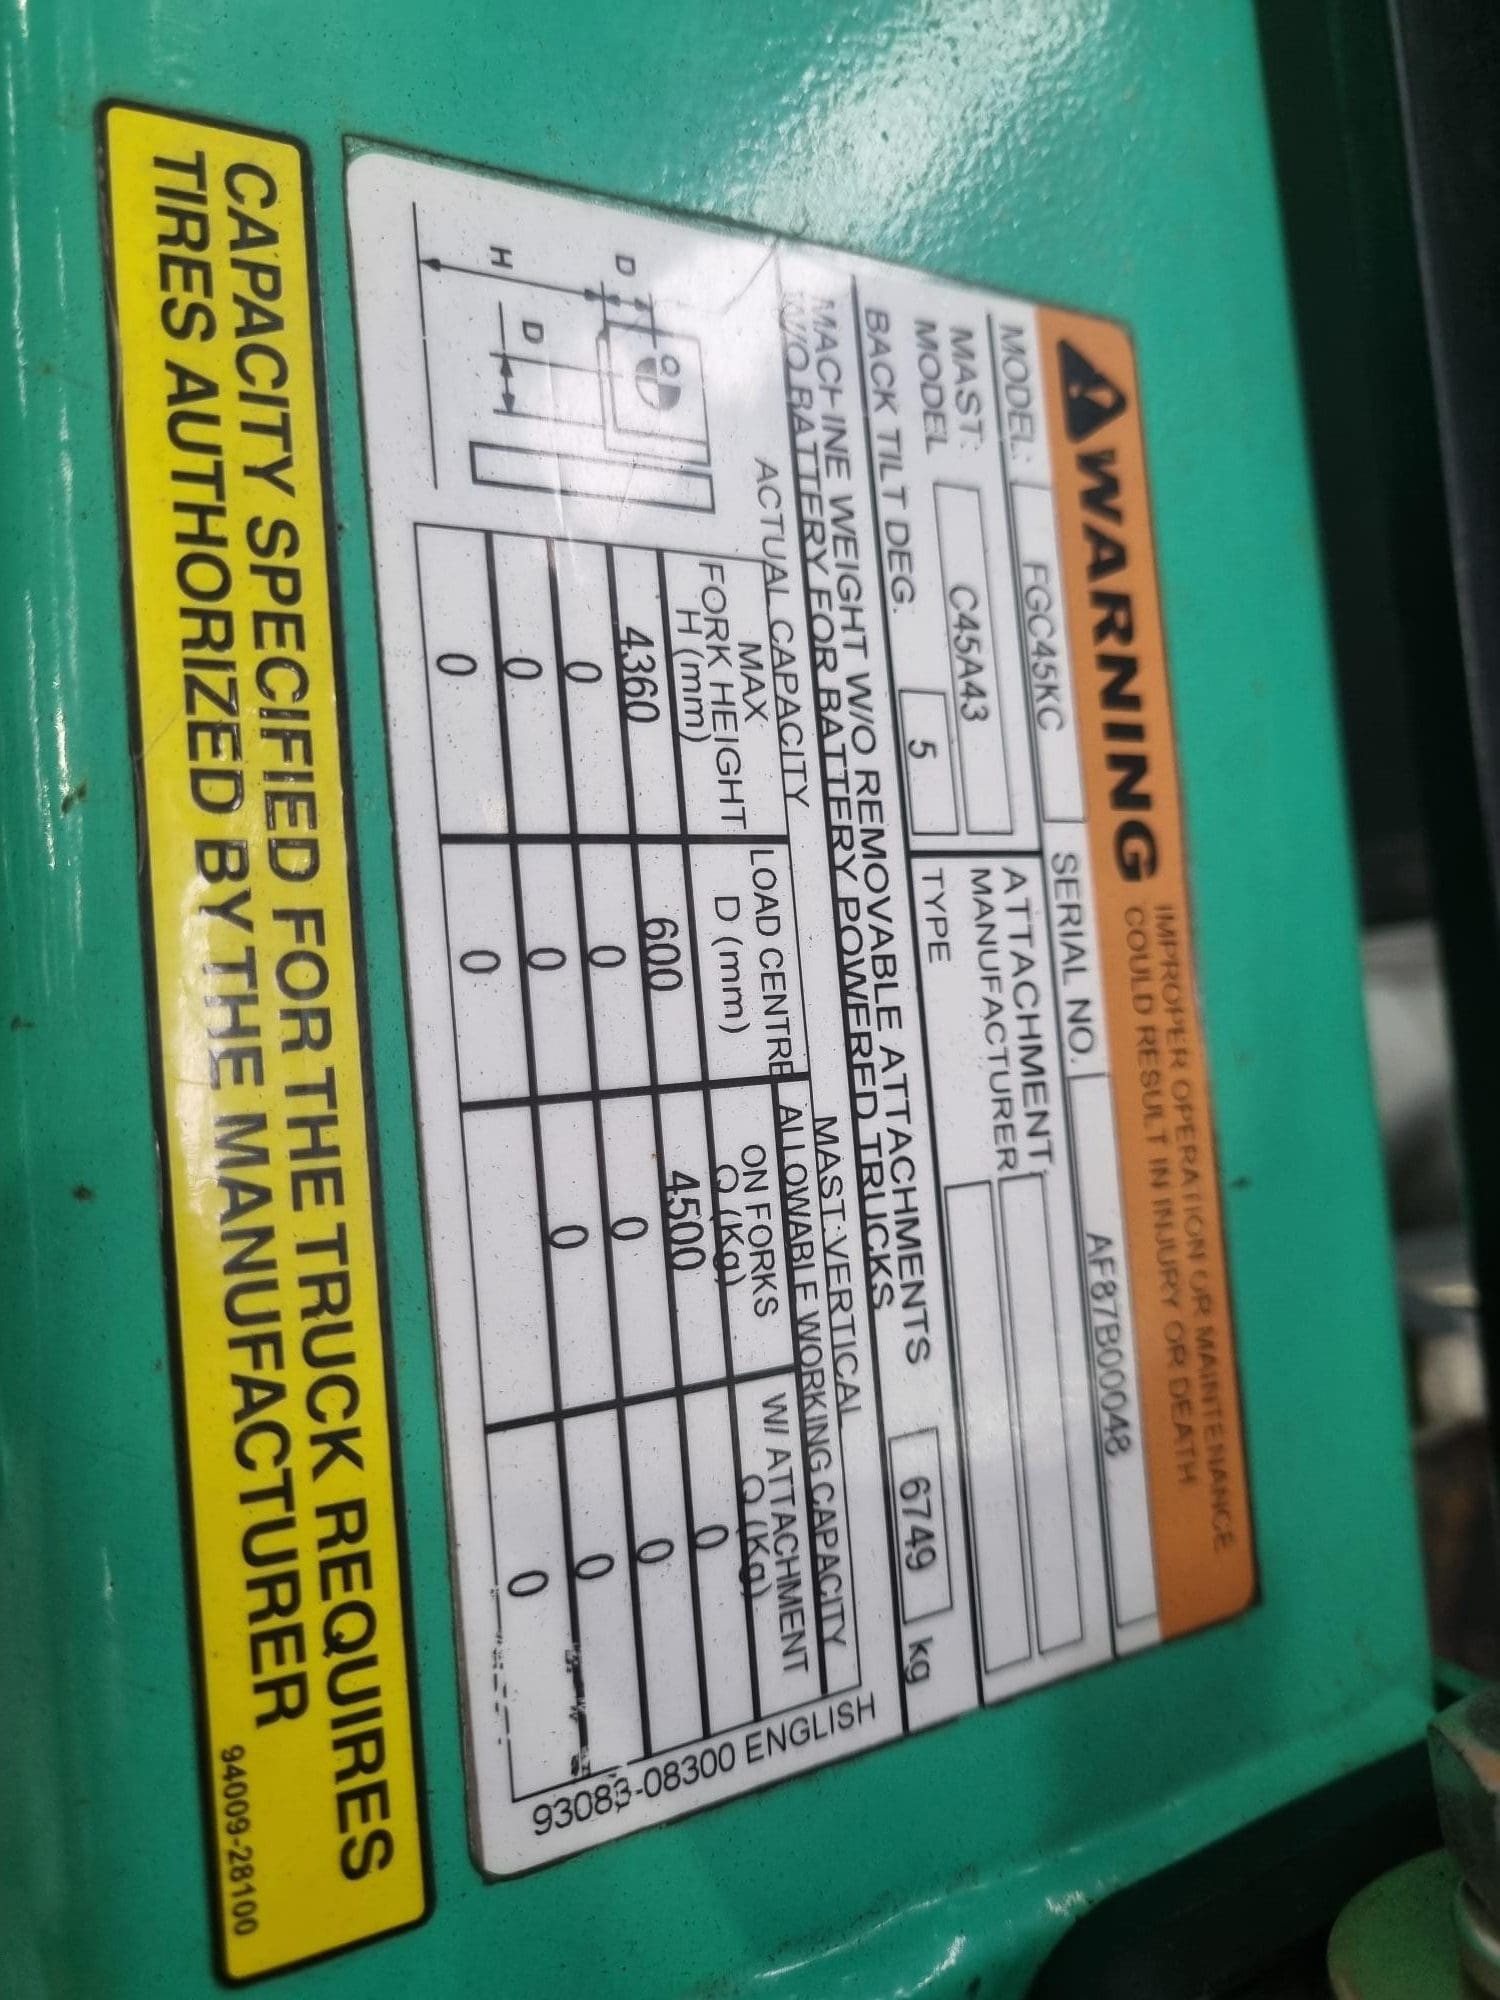 WARNING
IMPROPER OPERATION OR MAINTENANCE
COULD RESULT IN INJURY OR DEATH
MODEL: FGC45KC SERIAL NO. AF87B00048
MAST: MODEL C45A43 ATTACHMENT MANUFACTURER
BACK TILT DEG. 5 TYPE
MACHINE WEIGHT W/O REMOVABLE ATTACHMENTS 6749 kg
W/O BATTERY FOR BATTERY POWERED TRUCKS
ACTUAL CAPACITY MAST: VERTICAL
ALLOWABLE WORKING CAPACITY
MAX FORK HEIGHT H (mm) LOAD CENTRE D (mm) ON FORKS Q (Kg) W/ ATTACHMENT Q (Kg)
4360 600 4500 0
0 0 0 0
0 0 0 0
0 0 0
Q
D
D
H
93083-08300 ENGLISH
CAPACITY SPECIFIED FOR THE TRUCK REQUIRES
TIRES AUTHORIZED BY THE MANUFACTURER
94009-28100